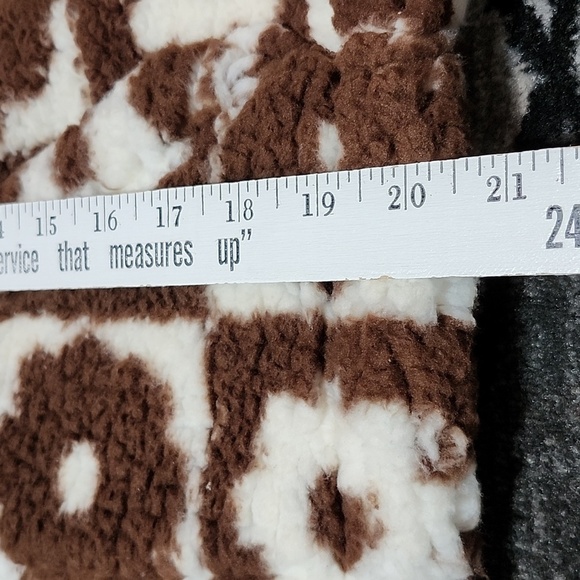 15 16 17 18 19 20 21
ervice that measures up” 24